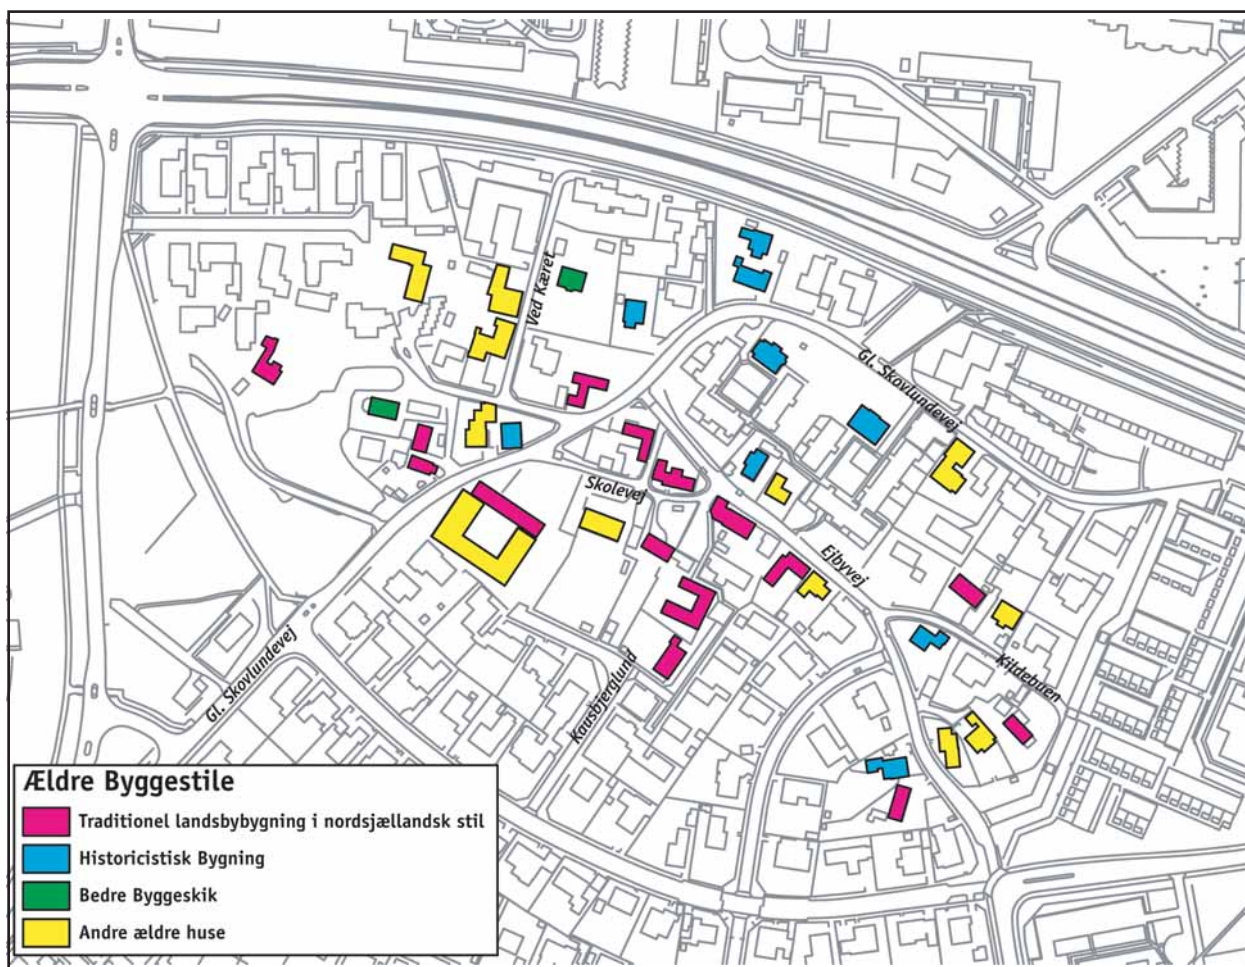 Ved Kæret
Gl. Skovlundevej
Skolevej
Ejbyvej
Gl. Skovlundevej
Kausbjerglund
Kildebuen
Ældre Byggestile
Traditionel landsbybygning i nordsjællandsk stil
Historicistisk Bygning
Bedre Byggeskik
Andre ældre huse